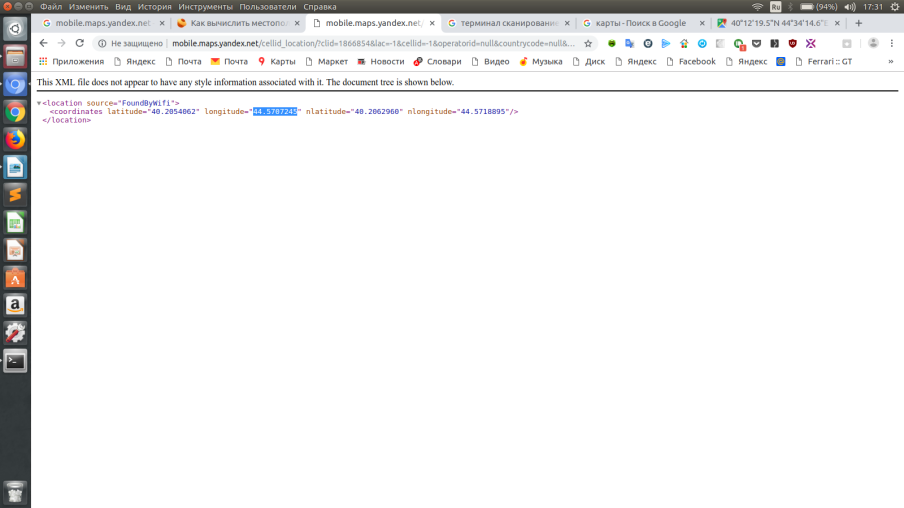 Файл Изменить Вид История Инструменты Пользователи Справка
Ru (94%) 17:31
mobile.maps.yandex.net
Как вычислить местопол
mobile.maps.yandex.net/
терминал сканирование
карты - Поиск в Google
40°12'19.5"N 44°34'14.6"E
Не защищено mobile.maps.yandex.net/cellid_location/?clid=1866854&lac=-1&cellid=-1&operatorid=null&countrycode=null&...
Приложения Яндекс Почта Почта Карты Маркет Новости Словари Видео Музыка Диск Яндекс Facebook Яндекс Ferrari :: GT »
This XML file does not appear to have any style information associated with it. The document tree is shown below.
<location source="FoundByWifi">
<coordinates latitude="40.2054062" longitude="44.5707245" nlatitude="40.2062960" nlongitude="44.5718895"/>
</location>